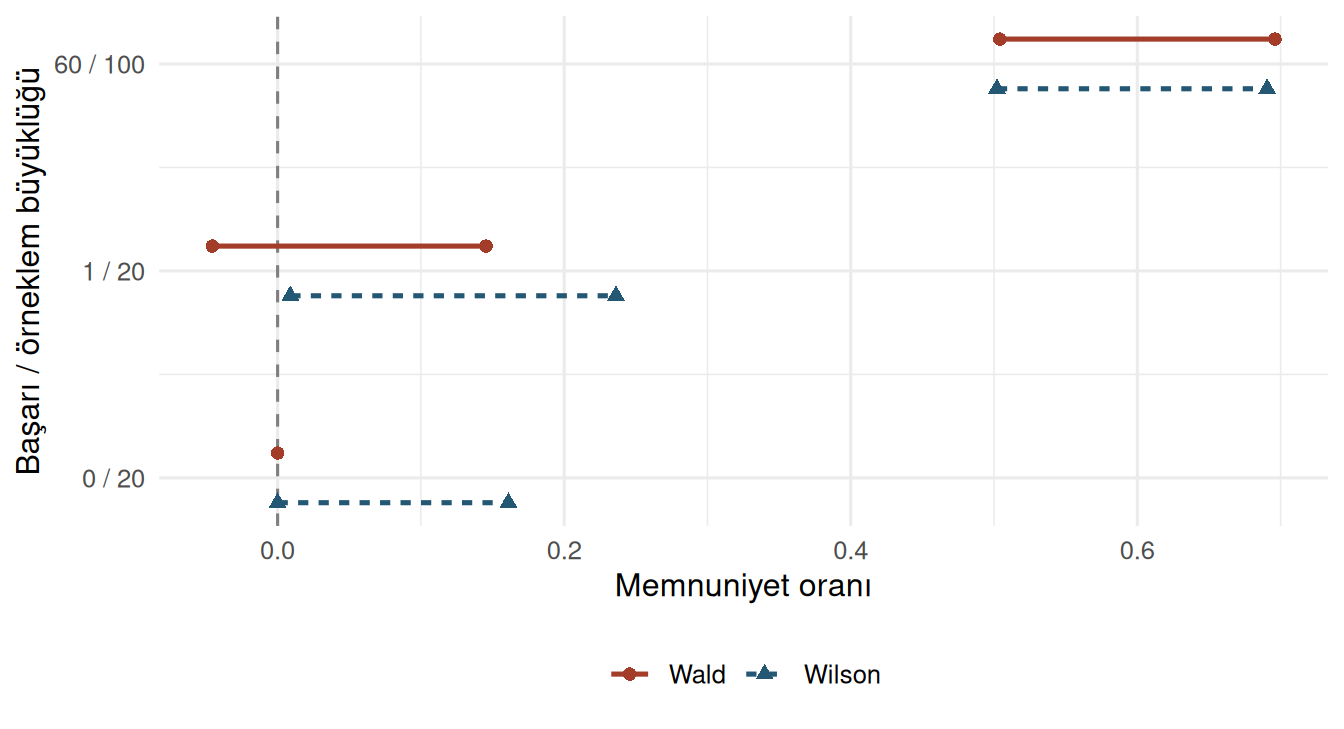 Başarı / örneklem büyüklüğü
60 / 100
1 / 20
0 / 20
0.0 0.2 0.4 0.6
Memnuniyet oranı
Wald Wilson